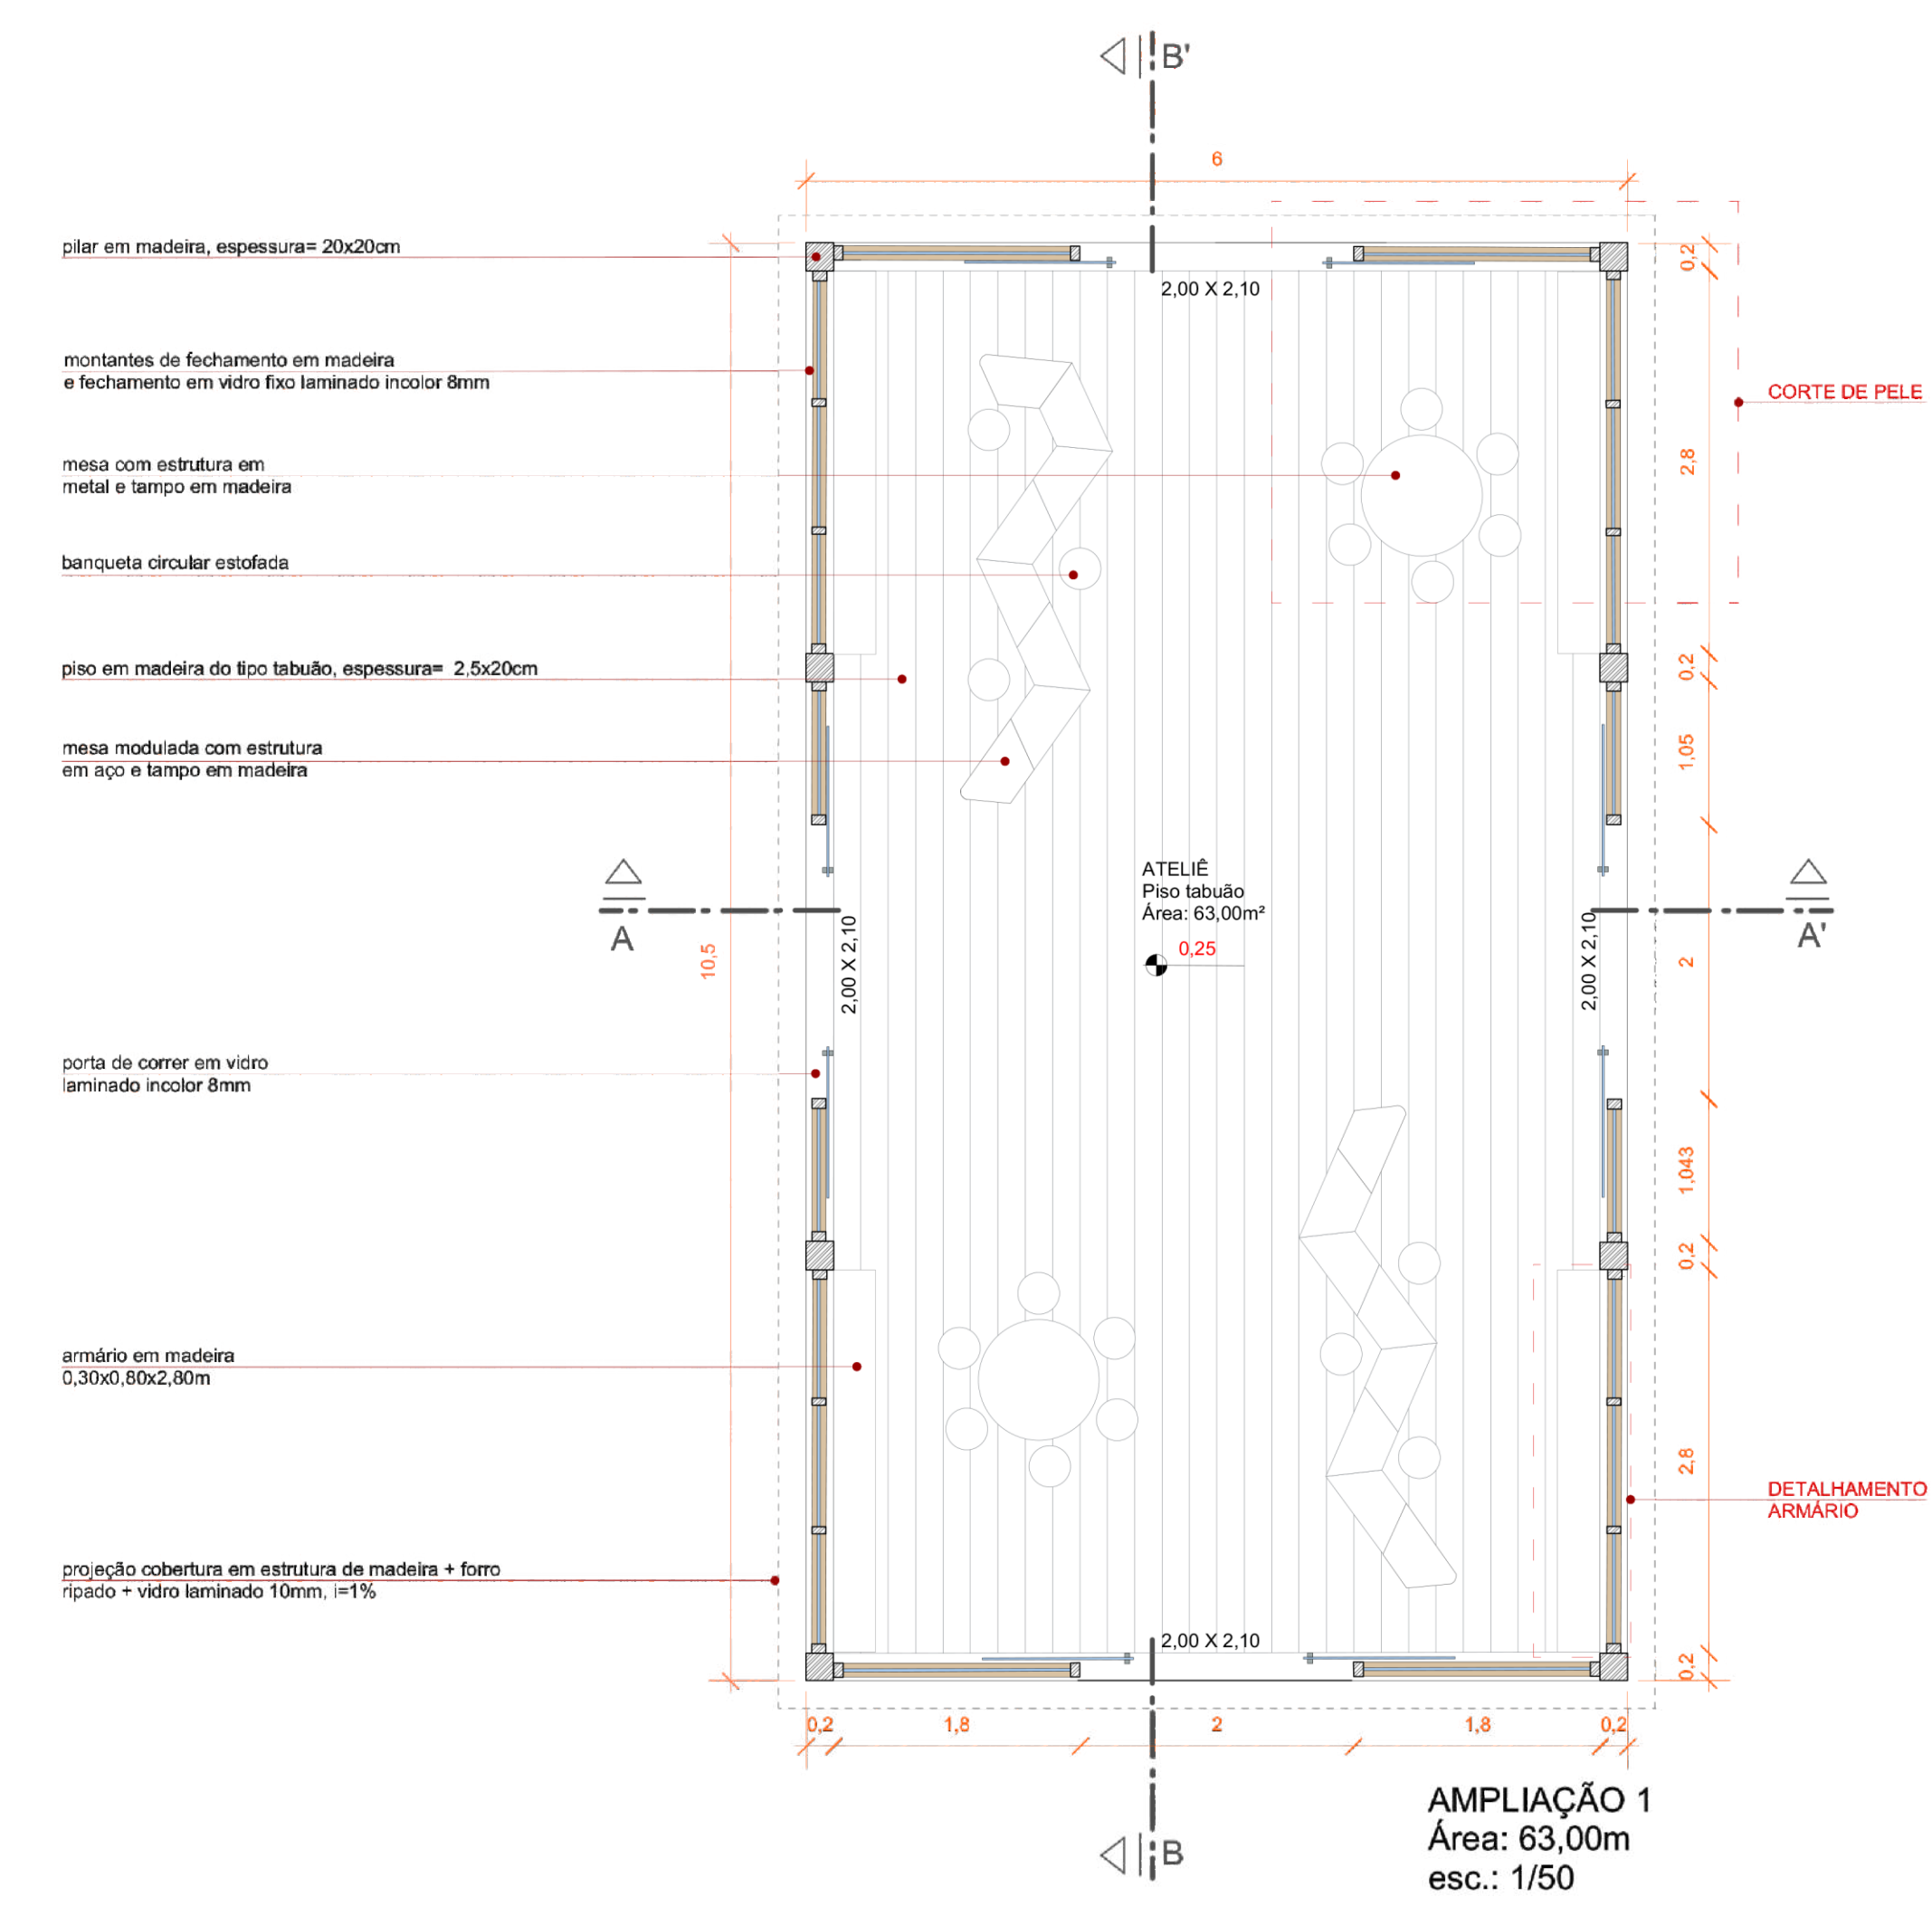 B'
6
pilar em madeira, espessura= 20x20cm
0,2
2,00 X 2,10
montantes de fechamento em madeira
e fechamento em vidro fixo laminado incolor 8mm
CORTE DE PELE
mesa com estrutura em
metal e tampo em madeira
2,8
banqueta circular estofada
piso em madeira do tipo tabuão, espessura= 2,5x20cm
0,2
mesa modulada com estrutura
em aço e tampo em madeira
1,05
ATELIÊ
Piso tabuão
Área: 63,00m²
0,25
A
A'
10,5
2,00 X 2,10
2,00 X 2,10
2
porta de correr em vidro
laminado incolor 8mm
1,043
0,2
armário em madeira
0,30x0,80x2,80m
2,8
DETALHAMENTO
ARMÁRIO
projeção cobertura em estrutura de madeira + forro
ripado + vidro laminado 10mm, i=1%
2,00 X 2,10
0,2
0,2
1,8
2
1,8
0,2
B
AMPLIAÇÃO 1
Área: 63,00m
esc.: 1/50